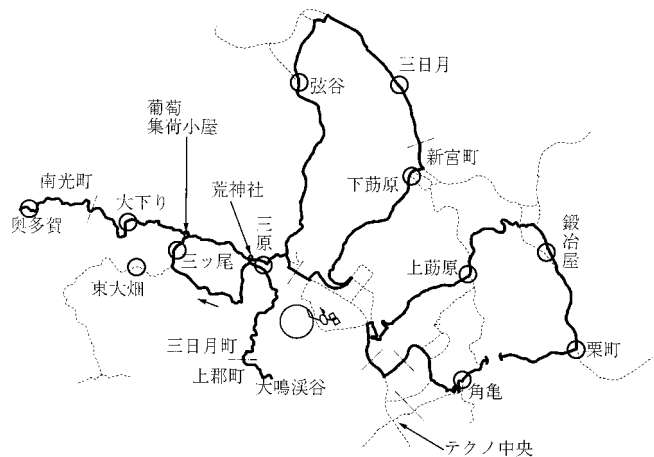 三日月
弦谷
葡萄
集荷小屋
新宮町
下莇原
荒神社
南光町
大下り
奥多賀
三原
鍛冶屋
上莇原
三ッ尾
東大畑
三日月町
上郡町
大鳴渓谷
栗町
角亀
テクノ中央